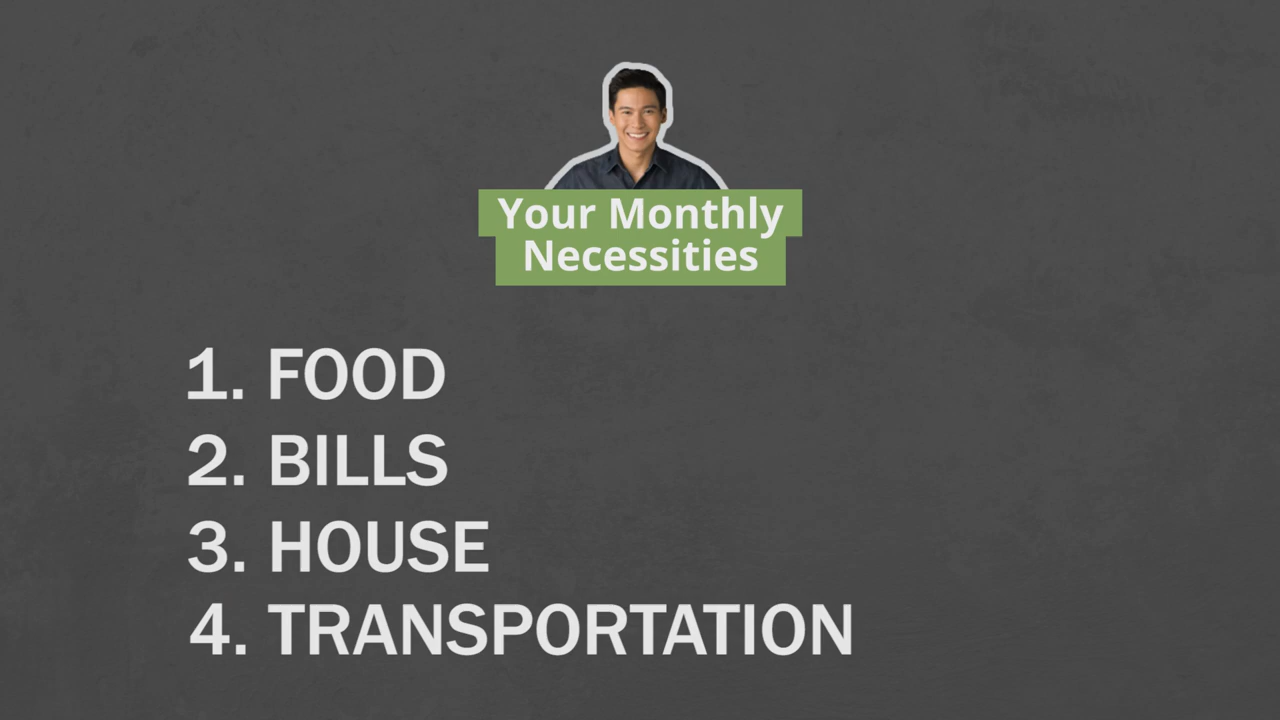 Your Monthly
Necessities
1. FOOD
2. BILLS
3. HOUSE
4. TRANSPORTATION